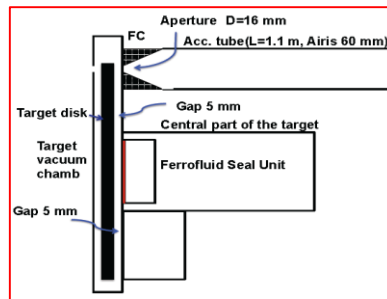 Aperture D=16 mm
FC
Acc. tube(L=1.1 m, Airis 60 mm)
Gap 5 mm
Target disk
Central part of the target
Target
vacuum
chamb
Ferrofluid Seal Unit
Gap 5 mm